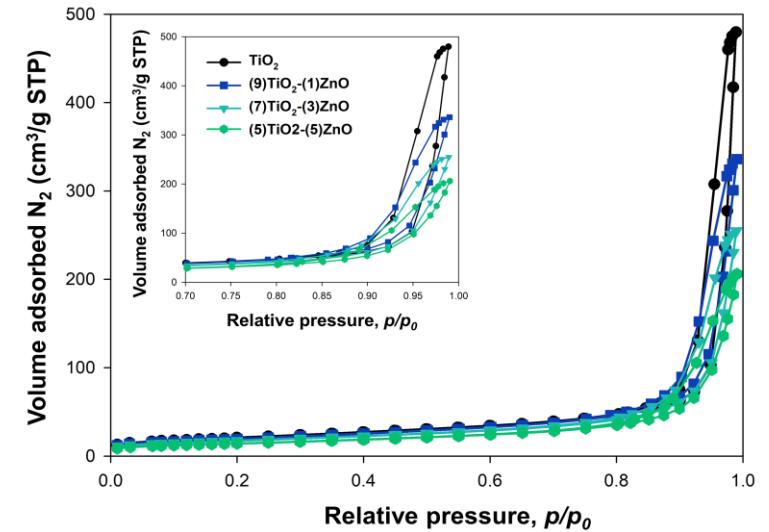 500
400
300
200
100
0
Volume adsorbed N₂ (cm³/g STP)
0.0 0.2 0.4 0.6 0.8 1.0
Relative pressure, p/p₀
500
400
300
200
100
0
Volume adsorbed N₂ (cm³/g STP)
TiO₂
(9)TiO₂-(1)ZnO
(7)TiO₂-(3)ZnO
(5)TiO2-(5)ZnO
0.70 0.75 0.80 0.85 0.90 0.95 1.00
Relative pressure, p/p₀